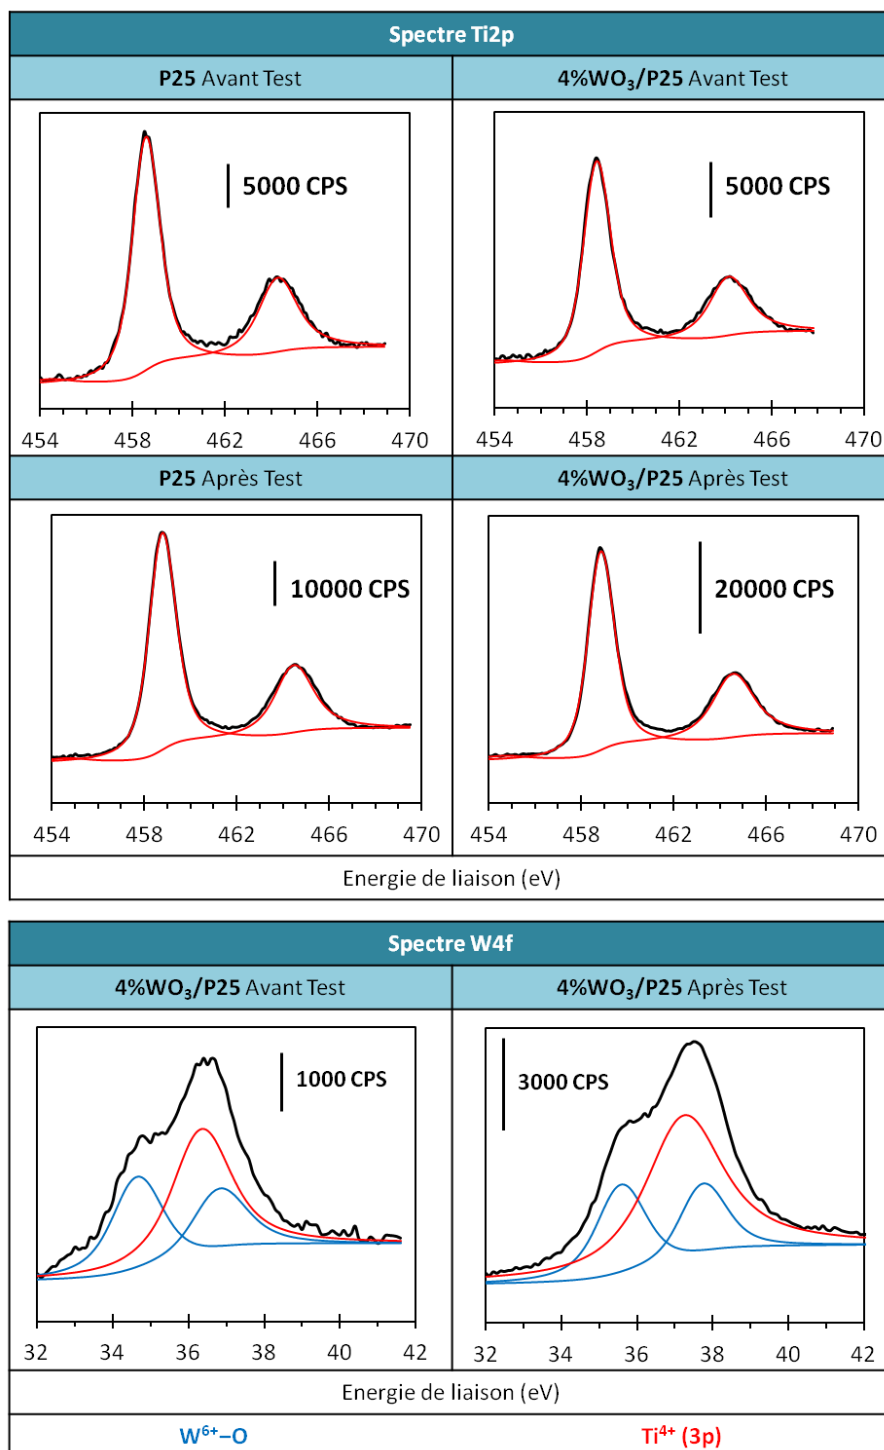 Spectre Ti2p
P25 Avant Test 4%WO₃/P25 Avant Test
5000 CPS 5000 CPS
454 458 462 466 470 454 458 462 466 470
P25 Après Test 4%WO₃/P25 Après Test
10000 CPS 20000 CPS
454 458 462 466 470 454 458 462 466 470
Energie de liaison (eV)
Spectre W4f
4%WO₃/P25 Avant Test 4%WO₃/P25 Après Test
1000 CPS 3000 CPS
32 34 36 38 40 42 32 34 36 38 40 42
Energie de liaison (eV)
W⁶⁺–O Ti⁴⁺ (3p)